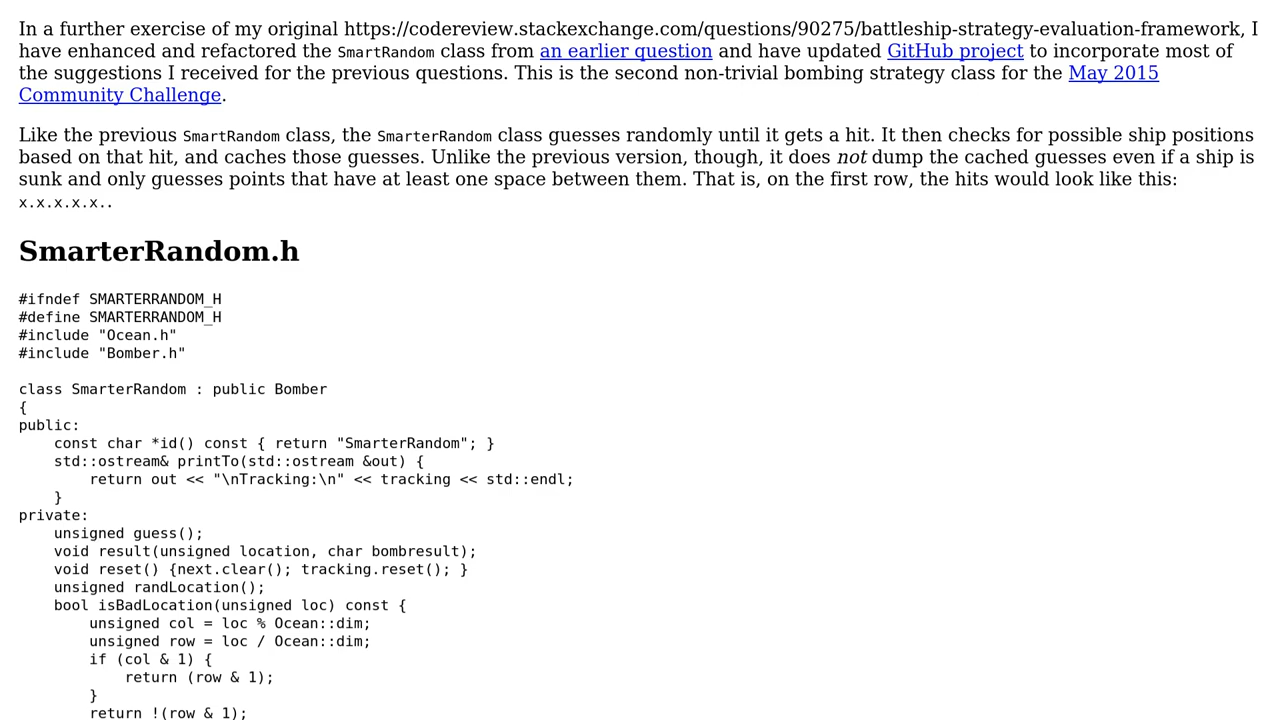 In a further exercise of my original https://codereview.stackexchange.com/questions/90275/battleship-strategy-evaluation-framework, I
have enhanced and refactored the SmartRandom class from an earlier question and have updated GitHub project to incorporate most of
the suggestions I received for the previous questions. This is the second non-trivial bombing strategy class for the May 2015
Community Challenge.
Like the previous SmartRandom class, the SmarterRandom class guesses randomly until it gets a hit. It then checks for possible ship positions
based on that hit, and caches those guesses. Unlike the previous version, though, it does not dump the cached guesses even if a ship is
sunk and only guesses points that have at least one space between them. That is, on the first row, the hits would look like this:
x.x.x.x.x..
SmarterRandom.h
#ifndef SMARTERRANDOM_H
#define SMARTERRANDOM_H
#include "Ocean.h"
#include "Bomber.h"
class SmarterRandom : public Bomber
{
public:
    const char *id() const { return "SmarterRandom"; }
    std::ostream& printTo(std::ostream &out) {
        return out << "\nTracking:\n" << tracking << std::endl;
    }
private:
    unsigned guess();
    void result(unsigned location, char bombresult);
    void reset() {next.clear(); tracking.reset(); }
    unsigned randLocation();
    bool isBadLocation(unsigned loc) const {
        unsigned col = loc % Ocean::dim;
        unsigned row = loc / Ocean::dim;
        if (col & 1) {
            return (row & 1);
        }
        return !(row & 1);